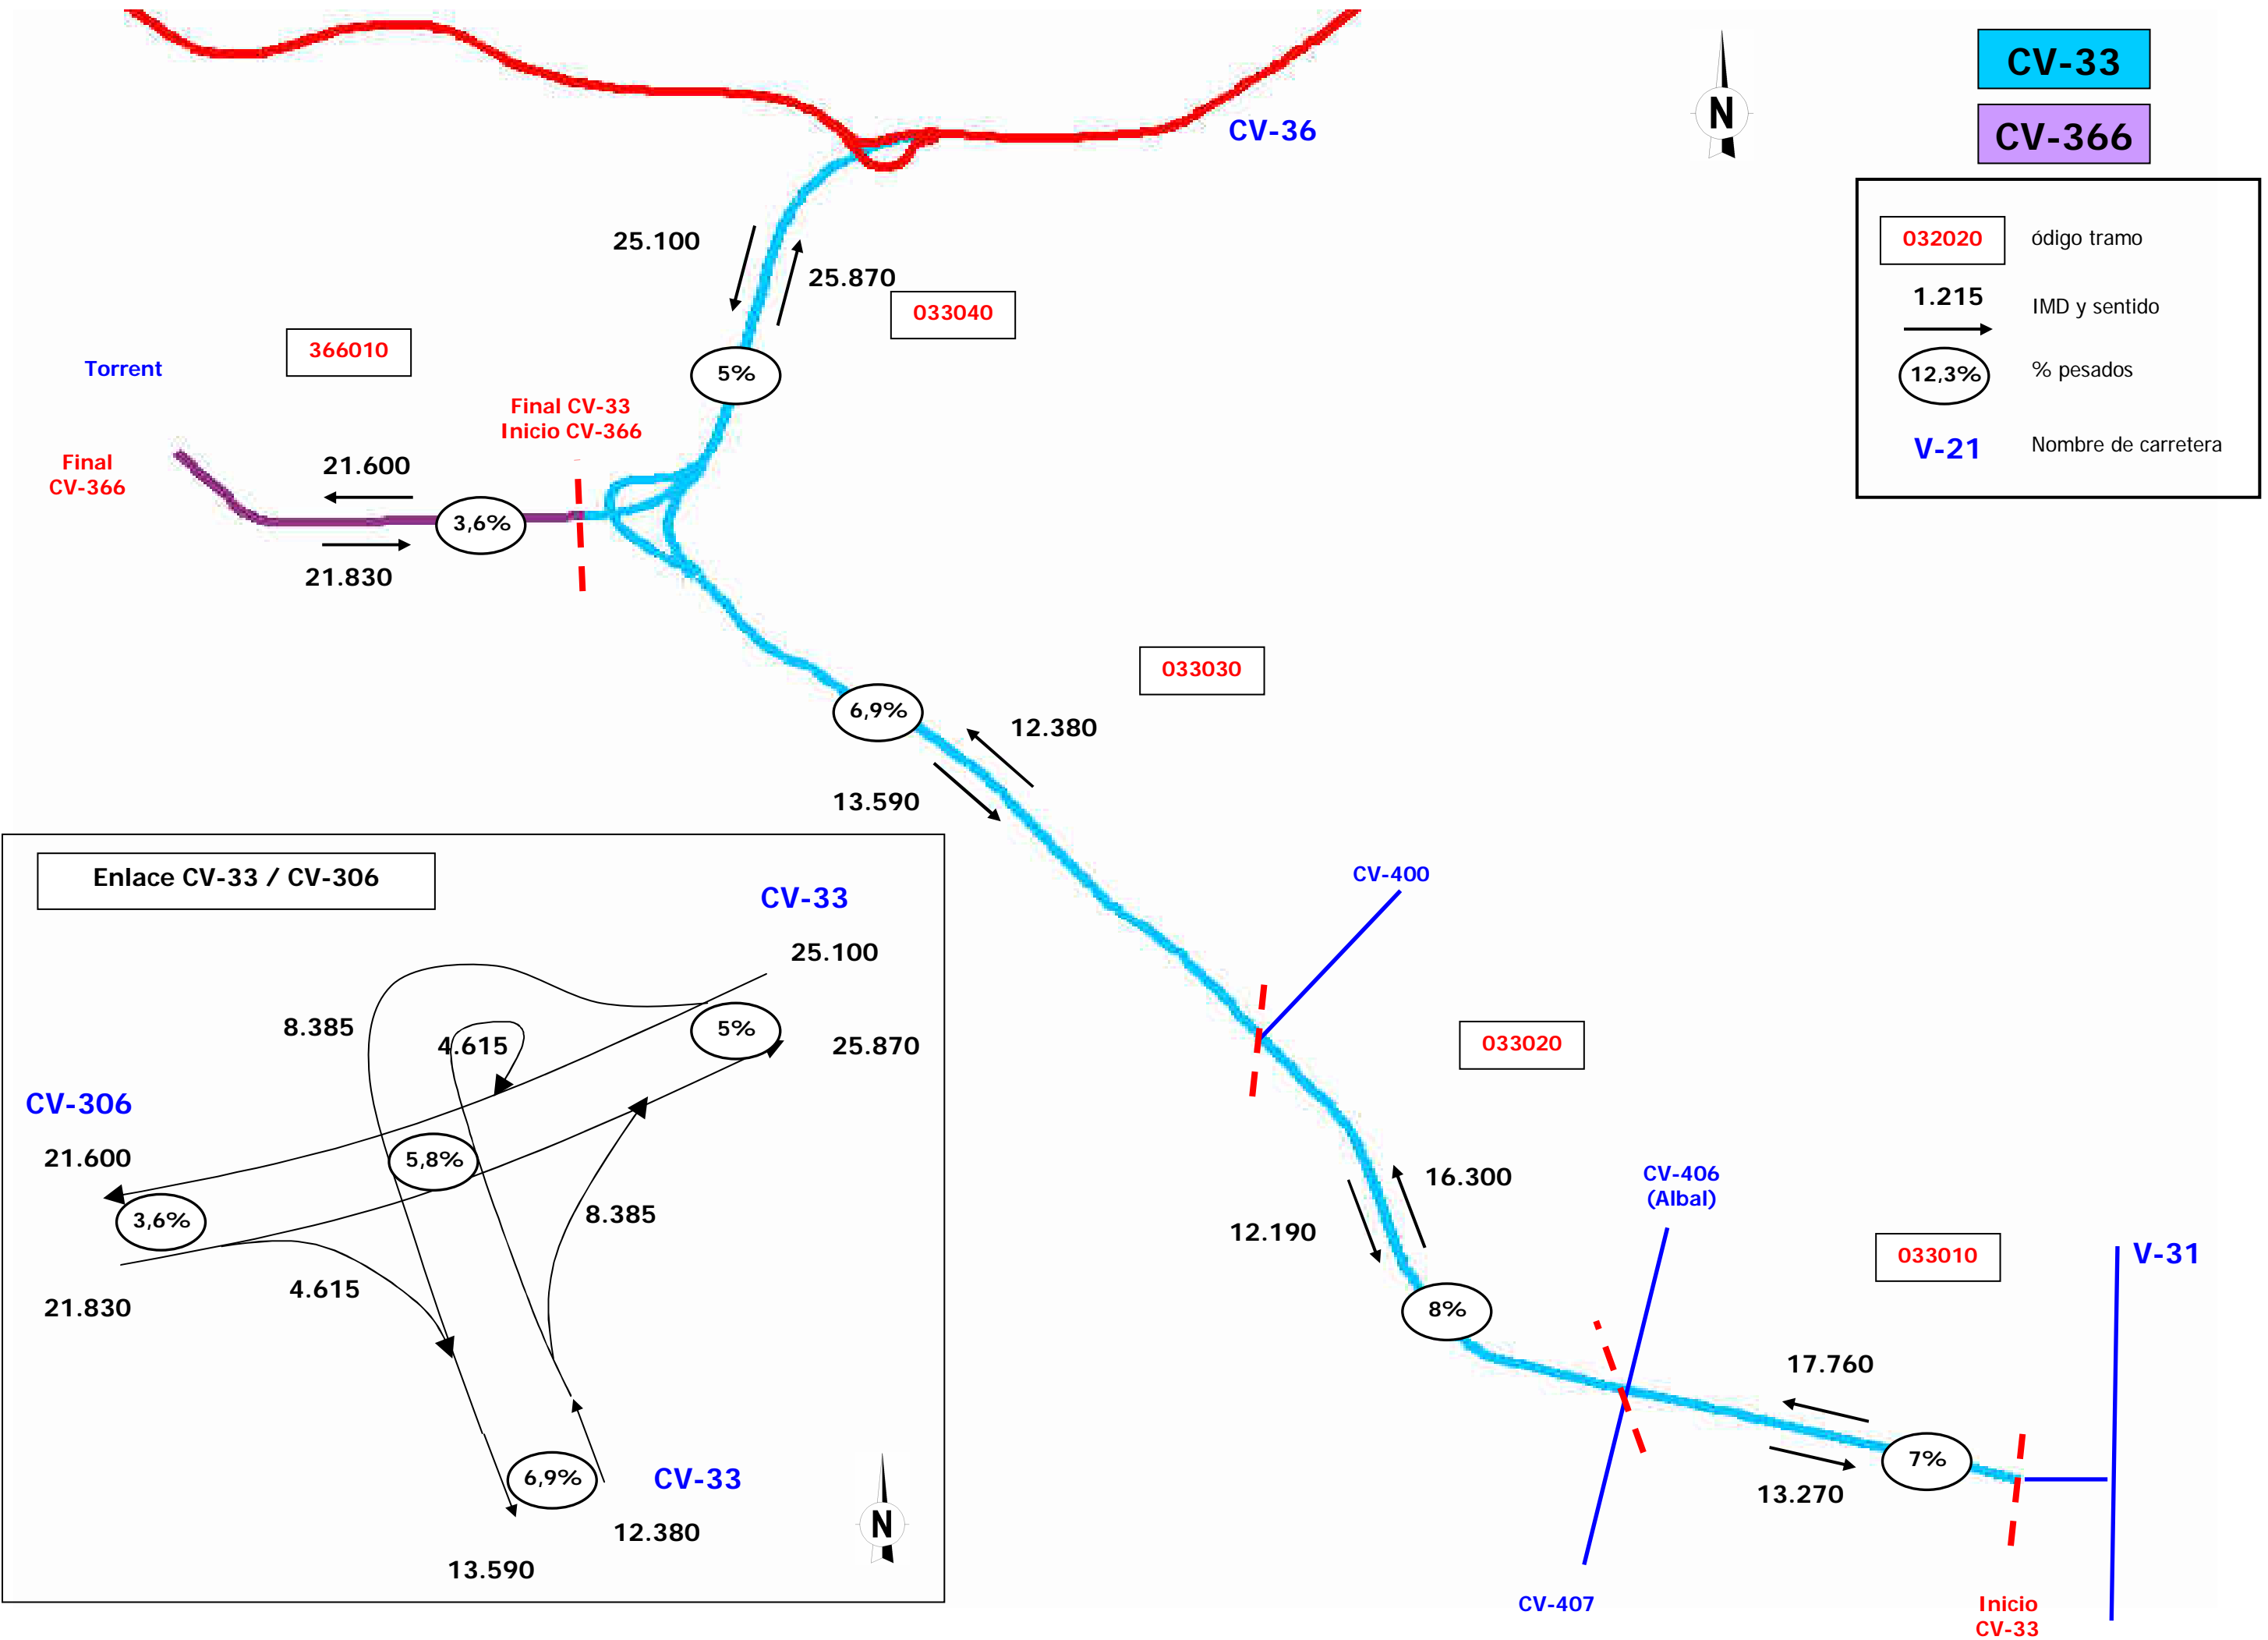 CV-33
CV-366
CV-36
N
032020
ódigo tramo
1.215
IMD y sentido
12,3%
% pesados
V-21
Nombre de carretera
25.100
25.870
033040
366010
Torrent
5%
Final CV-33
Inicio CV-366
Final
CV-366
21.600
3,6%
21.830
033030
6,9%
12.380
13.590
Enlace CV-33 / CV-306
CV-33
25.100
8.385
4.615
5%
25.870
CV-306
21.600
5,8%
3,6%
8.385
4.615
21.830
6,9%
CV-33
12.380
13.590
N
CV-400
033020
16.300
12.190
CV-406
(Albal)
033010
V-31
8%
17.760
7%
13.270
CV-407
Inicio
CV-33